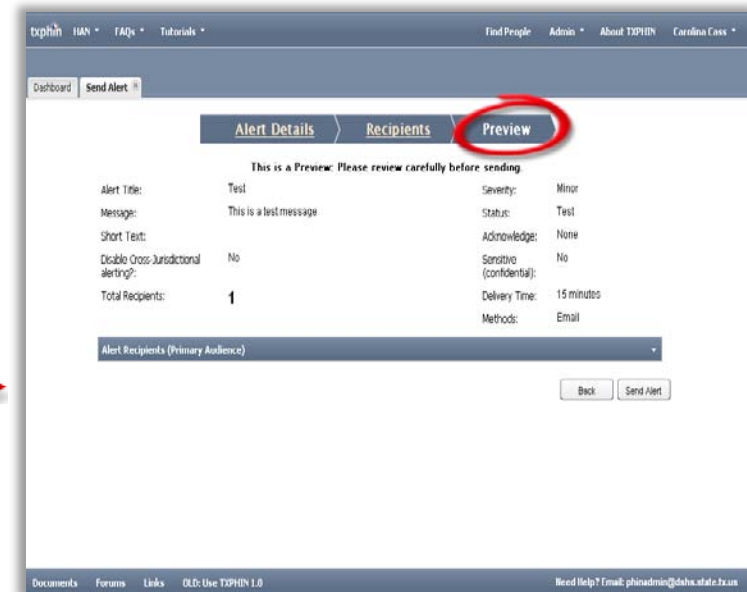 txphin HAN FAQs Tutorials Find People Admin About TXPHIN Carolina Cass
Dashboard Send Alert
Alert Details Recipients Preview
This is a Preview: Please review carefully before sending.
Alert Title: Test Severity: Minor
Message: This is a test message Status: Test
Short Text: Acknowledge: None
Disable Cross-Jurisdictional alerting?: No Sensitive (confidential): No
Total Recipients: 1 Delivery Time: 15 minutes
Methods: Email
Alert Recipients (Primary Audience)
Back Send Alert
Documents Forums Links OLD: Use TXPHIN 1.0 Need Help? Email: phinadmin@dshs.state.tx.us